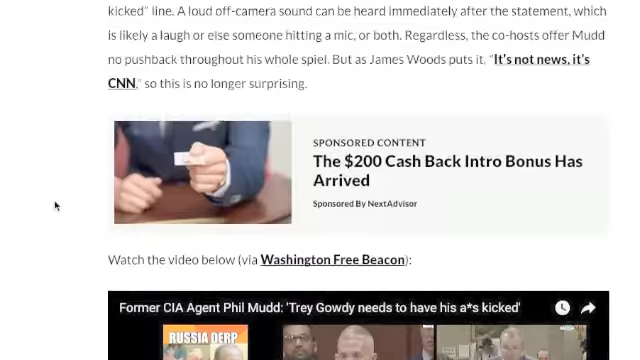 kicked" line. A loud off-camera sound can be heard immediately after the statement, which
is likely a laugh or else someone hitting a mic, or both. Regardless, the co-hosts offer Mudd
no pushback throughout his whole spiel. But as James Woods puts it, "It's not news, it's
CNN," so this is no longer surprising.
SPONSORED CONTENT
The $200 Cash Back Intro Bonus Has
Arrived
Sponsored By NextAdvisor
Watch the video below (via Washington Free Beacon):
Former CIA Agent Phil Mudd: 'Trey Gowdy needs to have his a*s kicked'
RUSSIA DERP